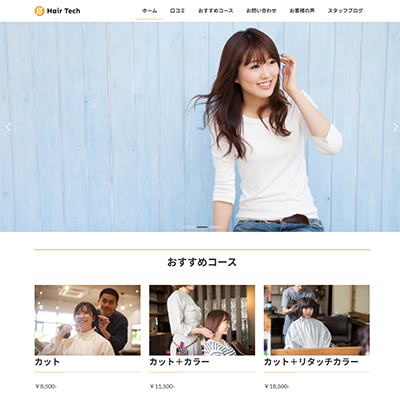 Hair Tech
ホーム 口コミ おすすめコース お問い合わせ お客様の声 スタッフブログ
おすすめコース
カット カット+カラー カット+リタッチカラー
￥8,500- ￥11,500- ￥18,500-